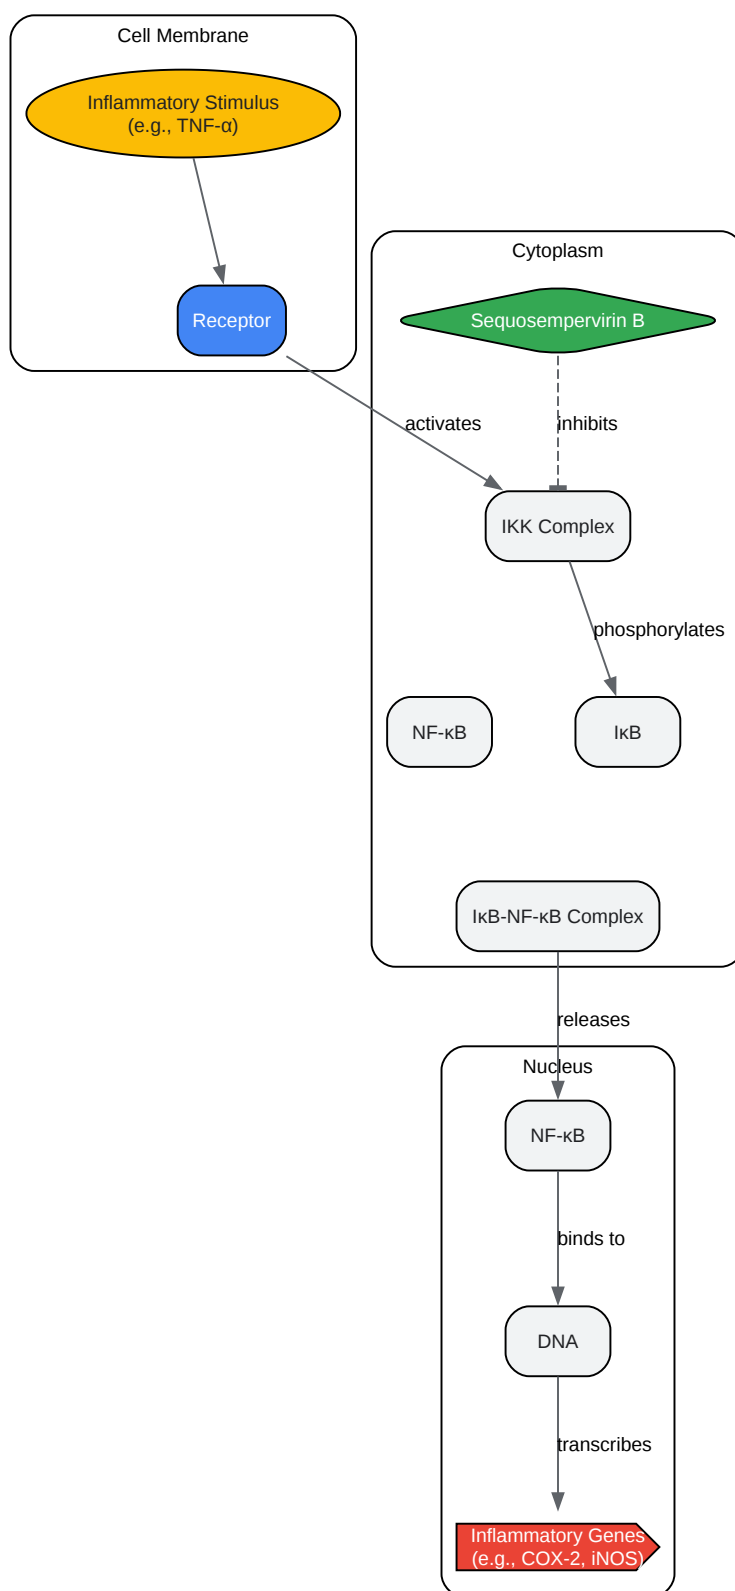 Cell Membrane
Inflammatory Stimulus
(e.g., TNF-α)
Receptor
Cytoplasm
Sequosempervirin B
activates
inhibits
IKK Complex
phosphorylates
NF-κB
IκB
IκB-NF-κB Complex
releases
Nucleus
NF-κB
binds to
DNA
transcribes
Inflammatory Genes
(e.g., COX-2, iNOS)